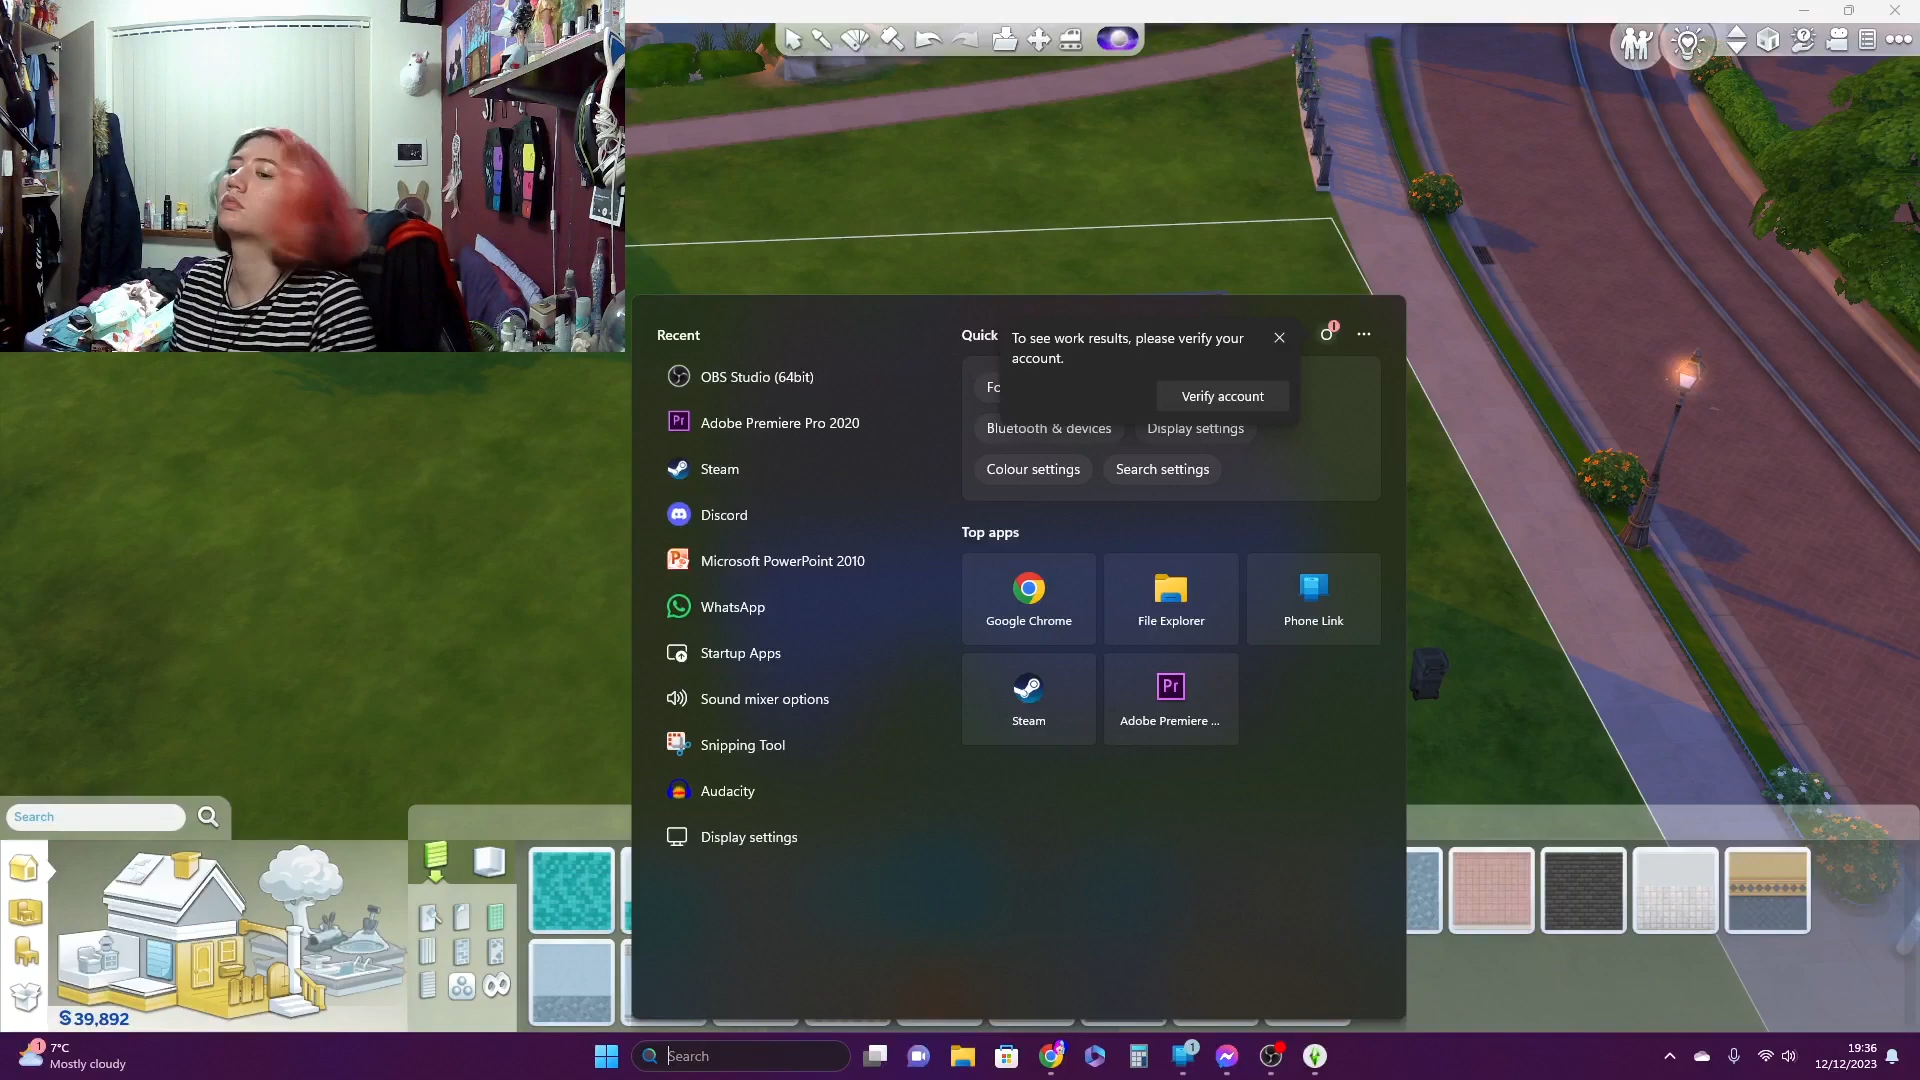 Recent
OBS Studio (64bit)
Adobe Premiere Pro 2020
Steam
Discord
Microsoft PowerPoint 2010
WhatsApp
Startup Apps
Sound mixer options
Snipping Tool
Audacity
Display settings
Quick
To see work results, please verify your
account.
Verify account
Bluetooth & devices
Display settings
Colour settings
Search settings
Top apps
Google Chrome
File Explorer
Phone Link
Steam
Adobe Premiere ...
Search
§39,892
1
7°C
Mostly cloudy
Search
1
19:36
12/12/2023